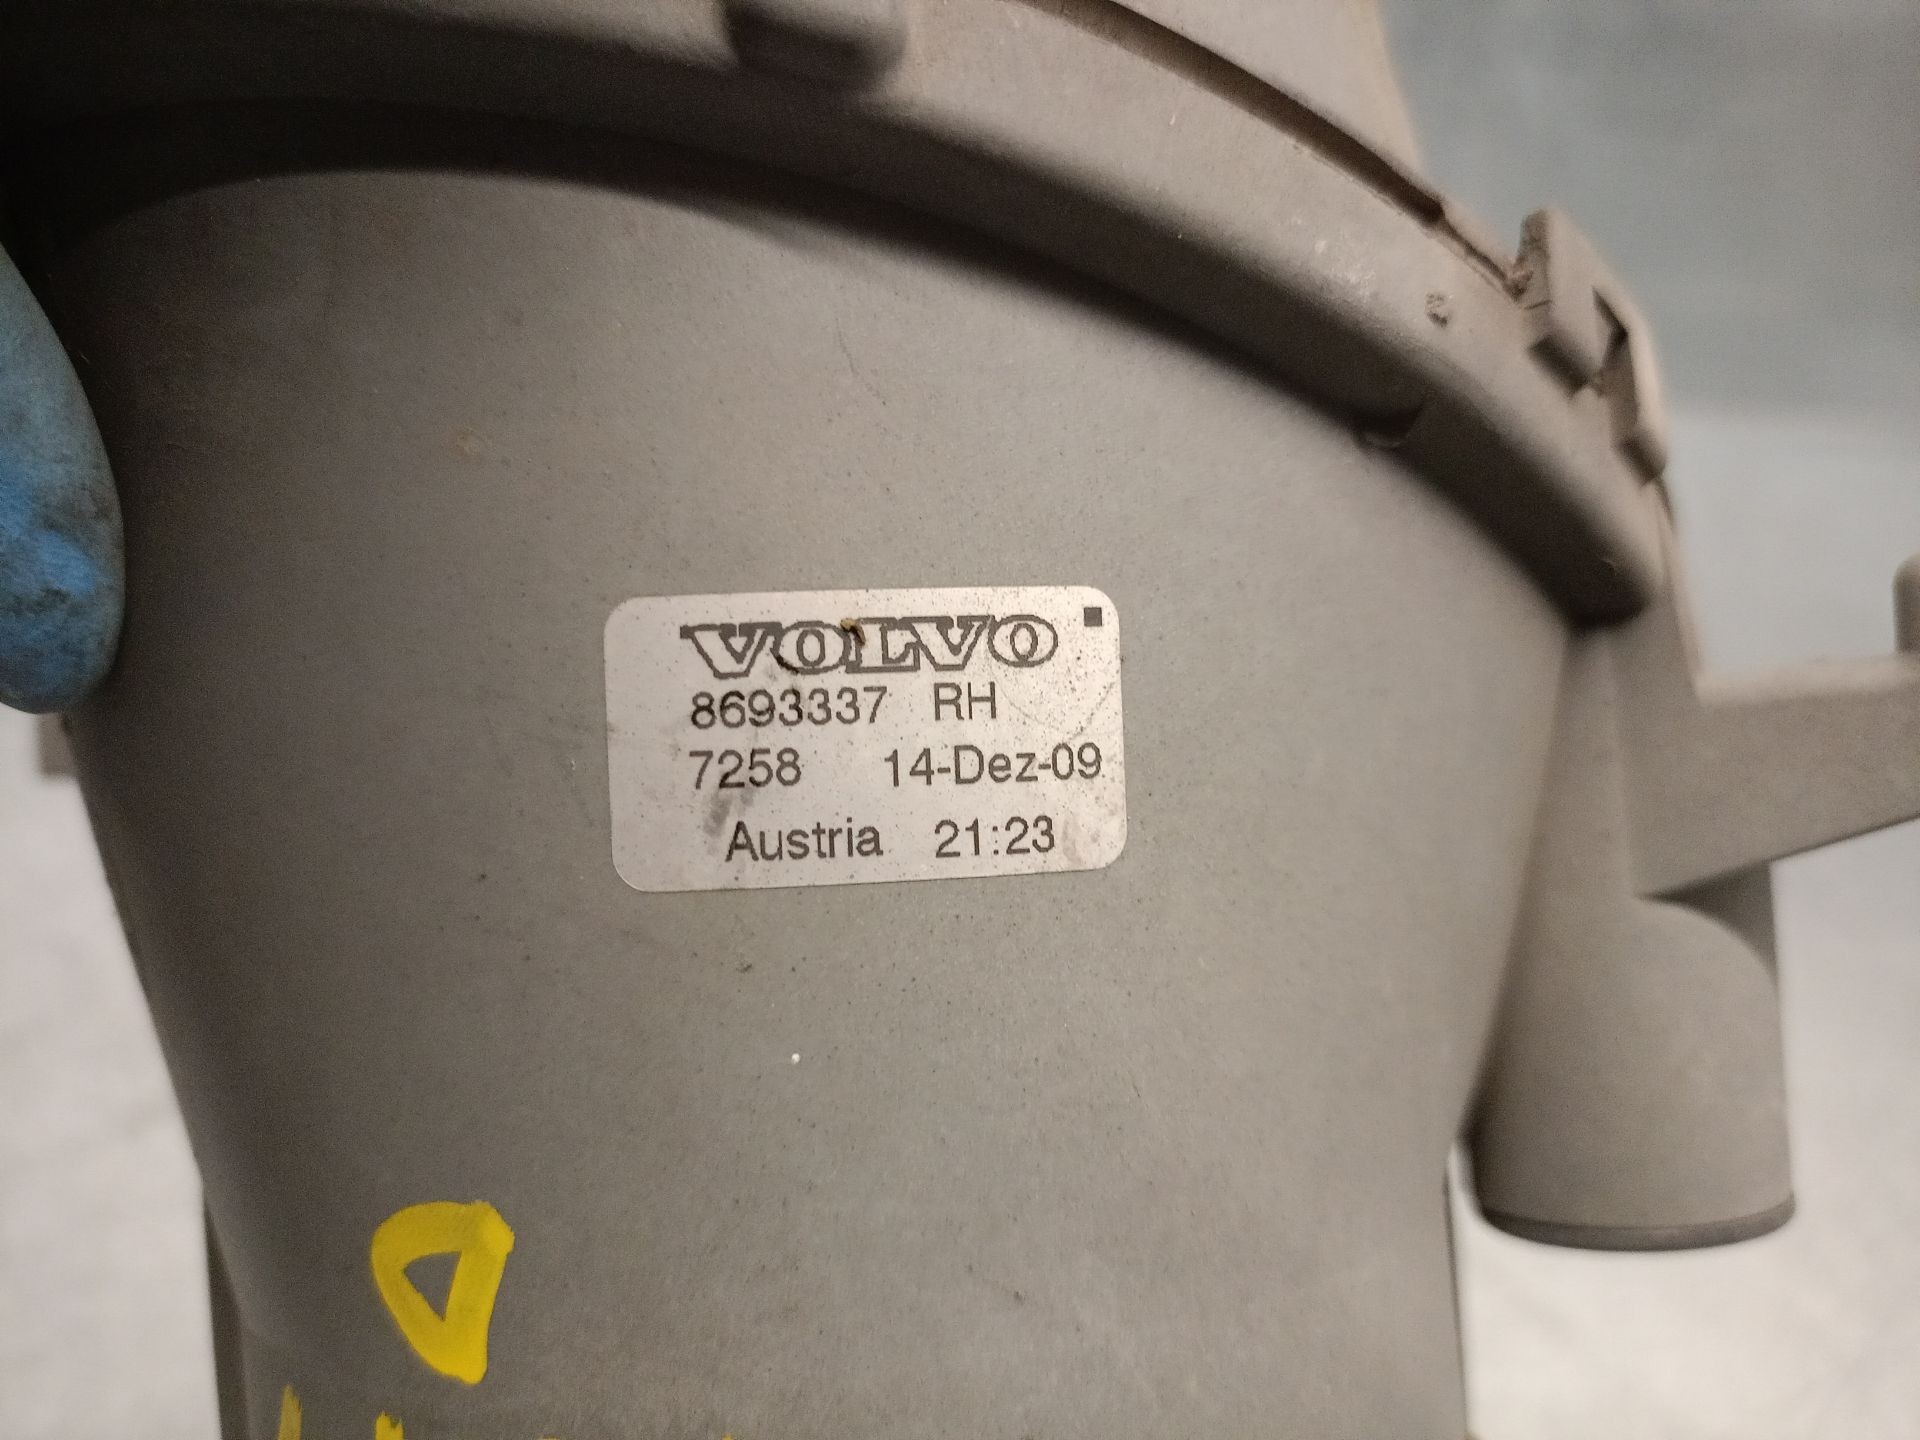 VOLVO
8693337 RH
7258 14-Dez-09
Austria 21:23